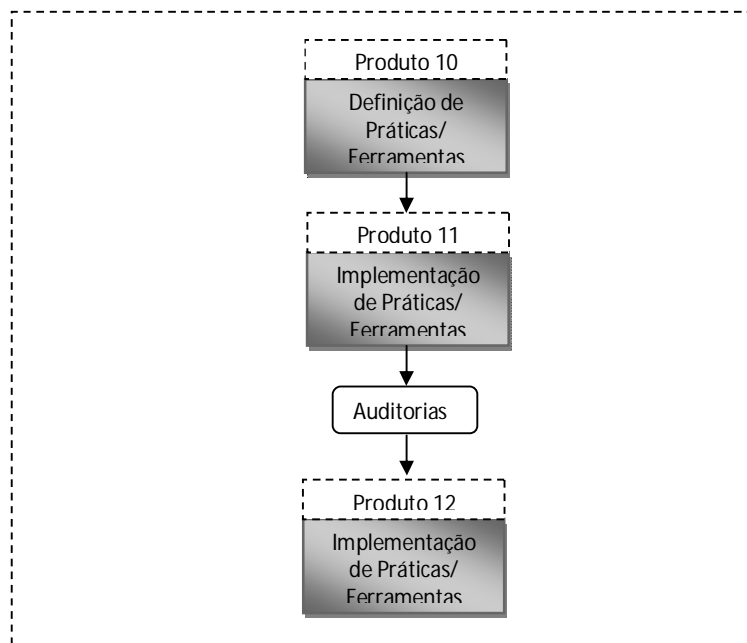 Produto 10
Definição de
Práticas/
Ferramentas
Produto 11
Implementação
de Práticas/
Ferramentas
Auditorias
Produto 12
Implementação
de Práticas/
Ferramentas